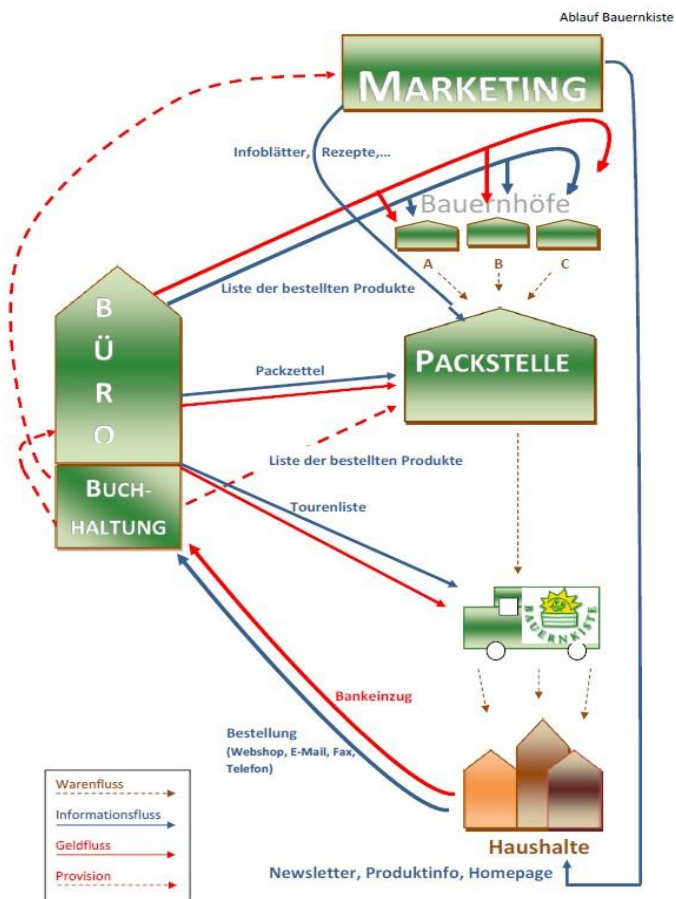 Ablauf Bauernkiste
MARKETING
Infoblätter, Rezepte,...
Bauernhöfe
A B C
Liste der bestellten Produkte
BÜRO
PACKSTELLE
Packzettel
Liste der bestellten Produkte
BUCH-
HALTUNG
Tourenliste
BAUERNKISTE
Bankeinzug
Bestellung
(Webshop, E-Mail, Fax,
Telefon)
Warenfluss
Informationsfluss
Geldfluss
Provision
Haushalte
Newsletter, Produktinfo, Homepage